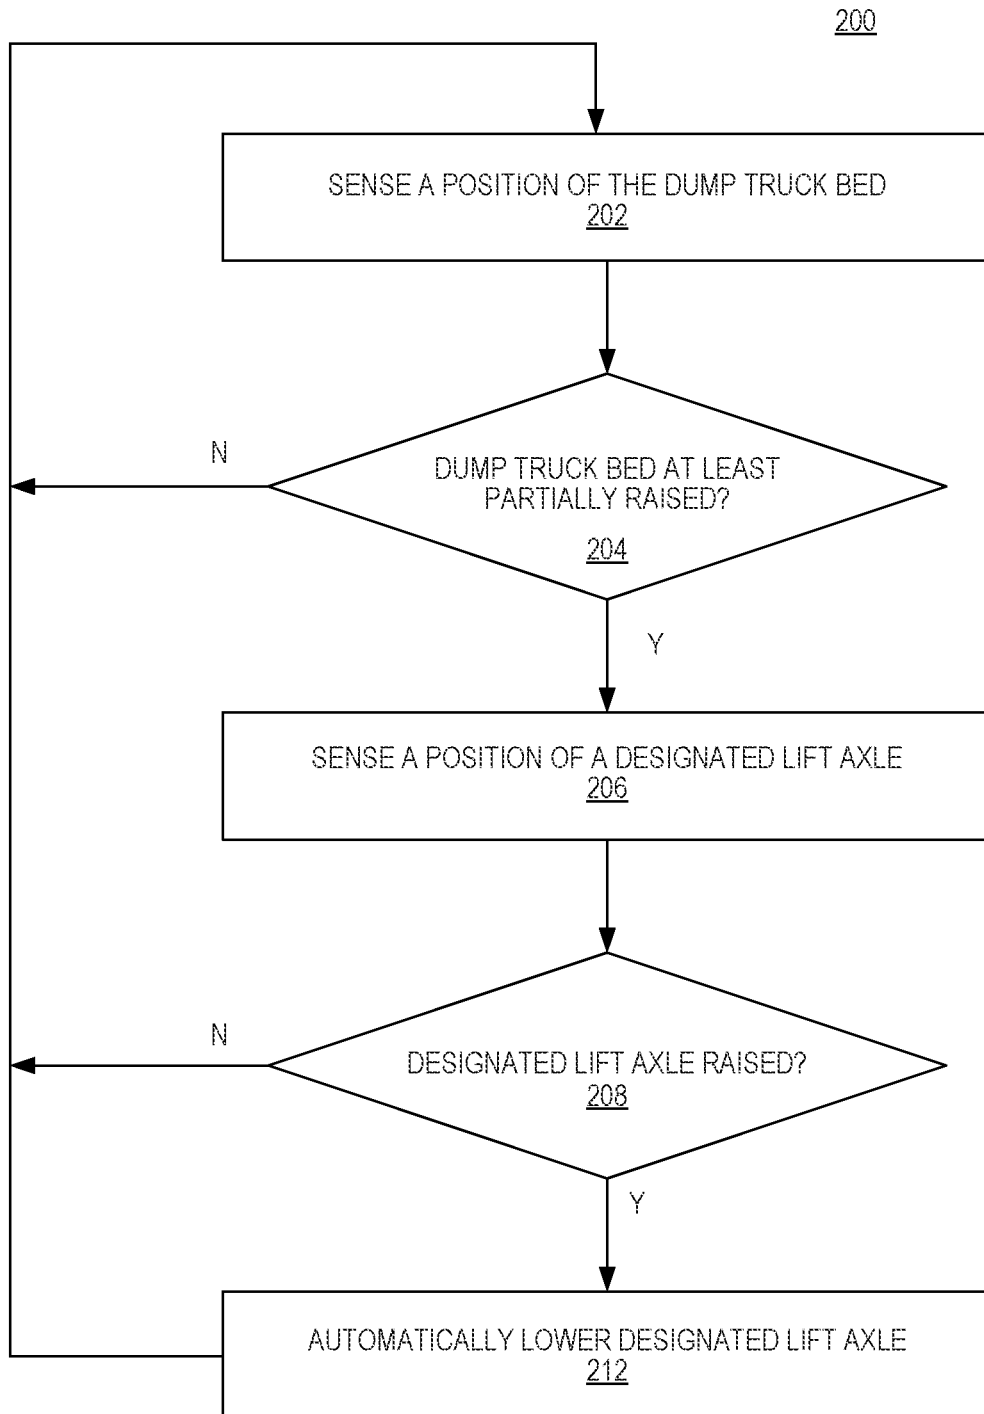 200
SENSE A POSITION OF THE DUMP TRUCK BED
202
N
DUMP TRUCK BED AT LEAST
PARTIALLY RAISED?
204
Y
SENSE A POSITION OF A DESIGNATED LIFT AXLE
206
N
DESIGNATED LIFT AXLE RAISED?
208
Y
AUTOMATICALLY LOWER DESIGNATED LIFT AXLE
212